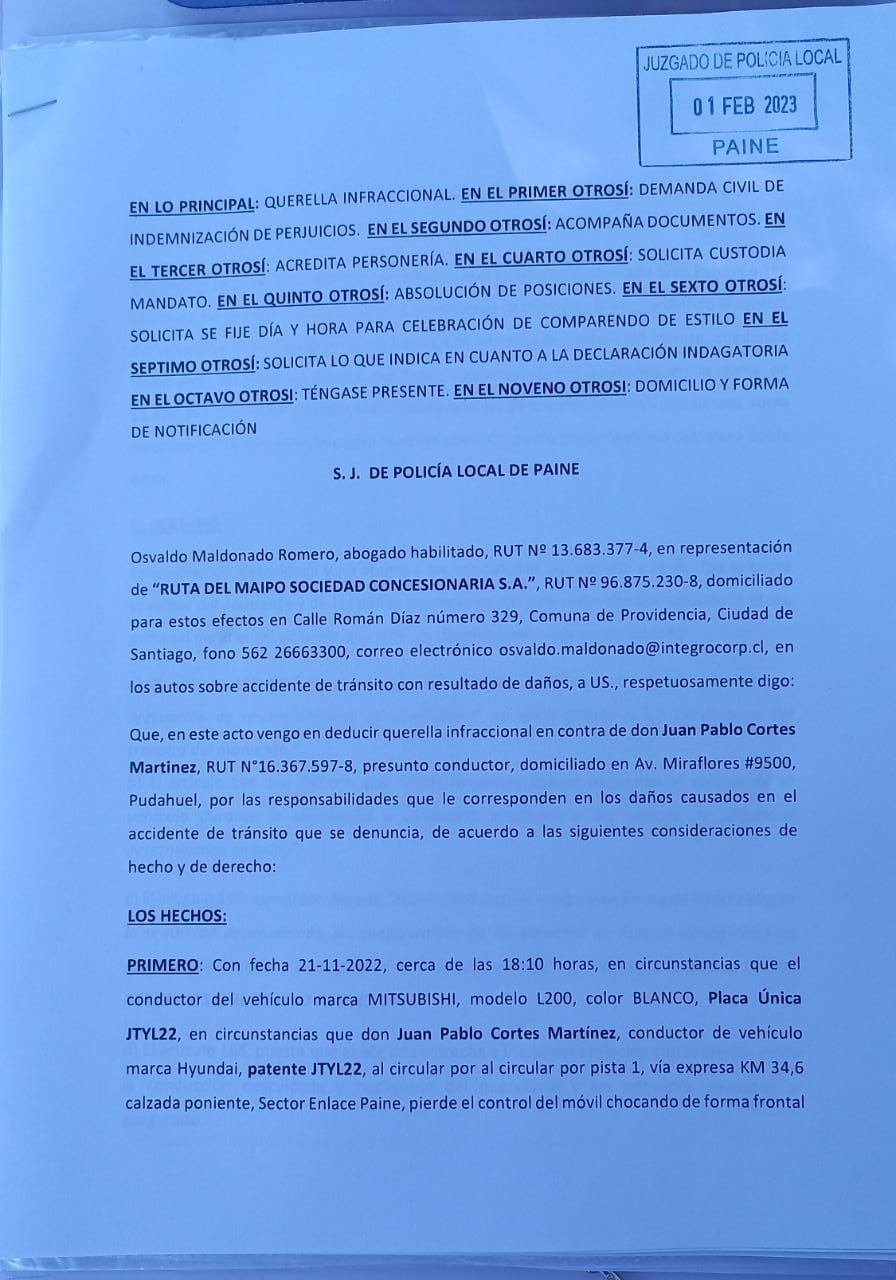 JUZGADO DE POLICIA LOCAL
01 FEB 2023
PAINE
EN LO PRINCIPAL: QUERELLA INFRACCIONAL. EN EL PRIMER OTROSÍ: DEMANDA CIVIL DE
INDEMNIZACIÓN DE PERJUICIOS. EN EL SEGUNDO OTROSÍ: ACOMPAÑA DOCUMENTOS. EN
EL TERCER OTROSÍ: ACREDITA PERSONERÍA. EN EL CUARTO OTROSÍ: SOLICITA CUSTODIA
MANDATO. EN EL QUINTO OTROSÍ: ABSOLUCIÓN DE POSICIONES. EN EL SEXTO OTROSÍ:
SOLICITA SE FIJE DÍA Y HORA PARA CELEBRACIÓN DE COMPARENDO DE ESTILO EN EL
SEPTIMO OTROSÍ: SOLICITA LO QUE INDICA EN CUANTO A LA DECLARACIÓN INDAGATORIA
EN EL OCTAVO OTROSI: TÉNGASE PRESENTE. EN EL NOVENO OTROSI: DOMICILIO Y FORMA
DE NOTIFICACIÓN
S. J. DE POLICÍA LOCAL DE PAINE
Osvaldo Maldonado Romero, abogado habilitado, RUT Nº 13.683.377-4, en representación
de “RUTA DEL MAIPO SOCIEDAD CONCESIONARIA S.A.”, RUT Nº 96.875.230-8, domiciliado
para estos efectos en Calle Román Díaz número 329, Comuna de Providencia, Ciudad de
Santiago, fono 562 26663300, correo electrónico osvaldo.maldonado@integrocorp.cl, en
los autos sobre accidente de tránsito con resultado de daños, a US., respetuosamente digo:
Que, en este acto vengo en deducir querella infraccional en contra de don Juan Pablo Cortes
Martinez, RUT N°16.367.597-8, presunto conductor, domiciliado en Av. Miraflores #9500,
Pudahuel, por las responsabilidades que le corresponden en los daños causados en el
accidente de tránsito que se denuncia, de acuerdo a las siguientes consideraciones de
hecho y de derecho:
LOS HECHOS:
PRIMERO: Con fecha 21-11-2022, cerca de las 18:10 horas, en circunstancias que el
conductor del vehículo marca MITSUBISHI, modelo L200, color BLANCO, Placa Única
JTYL22, en circunstancias que don Juan Pablo Cortes Martínez, conductor de vehículo
marca Hyundai, patente JTYL22, al circular por al circular por pista 1, vía expresa KM 34,6
calzada poniente, Sector Enlace Paine, pierde el control del móvil chocando de forma frontal